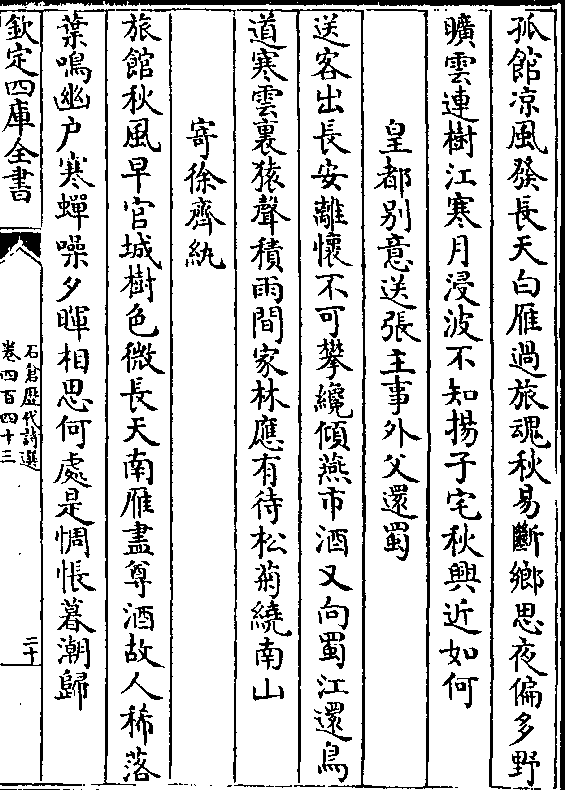 孤館凉風發長天白雁過旅魂秋易斷鄉思夜偏多野
曠雲連樹江寒月浸波不知揚子宅秋興近如何
皇都別意送張主事外父還蜀
送客出長安離懷不可攀纔傾燕市酒又向蜀江還鳥
道寒雲裏猿聲積雨間家林應有待松菊繞南山
寄徐齊紈
旅館秋風早官城樹色微長天南雁盡尊酒故人稀落
葉鳴幽户寒蟬噪夕暉相思何處是惆悵暮潮歸
欽定四庫全書
石倉歷代詩選
卷四百四十三
二十